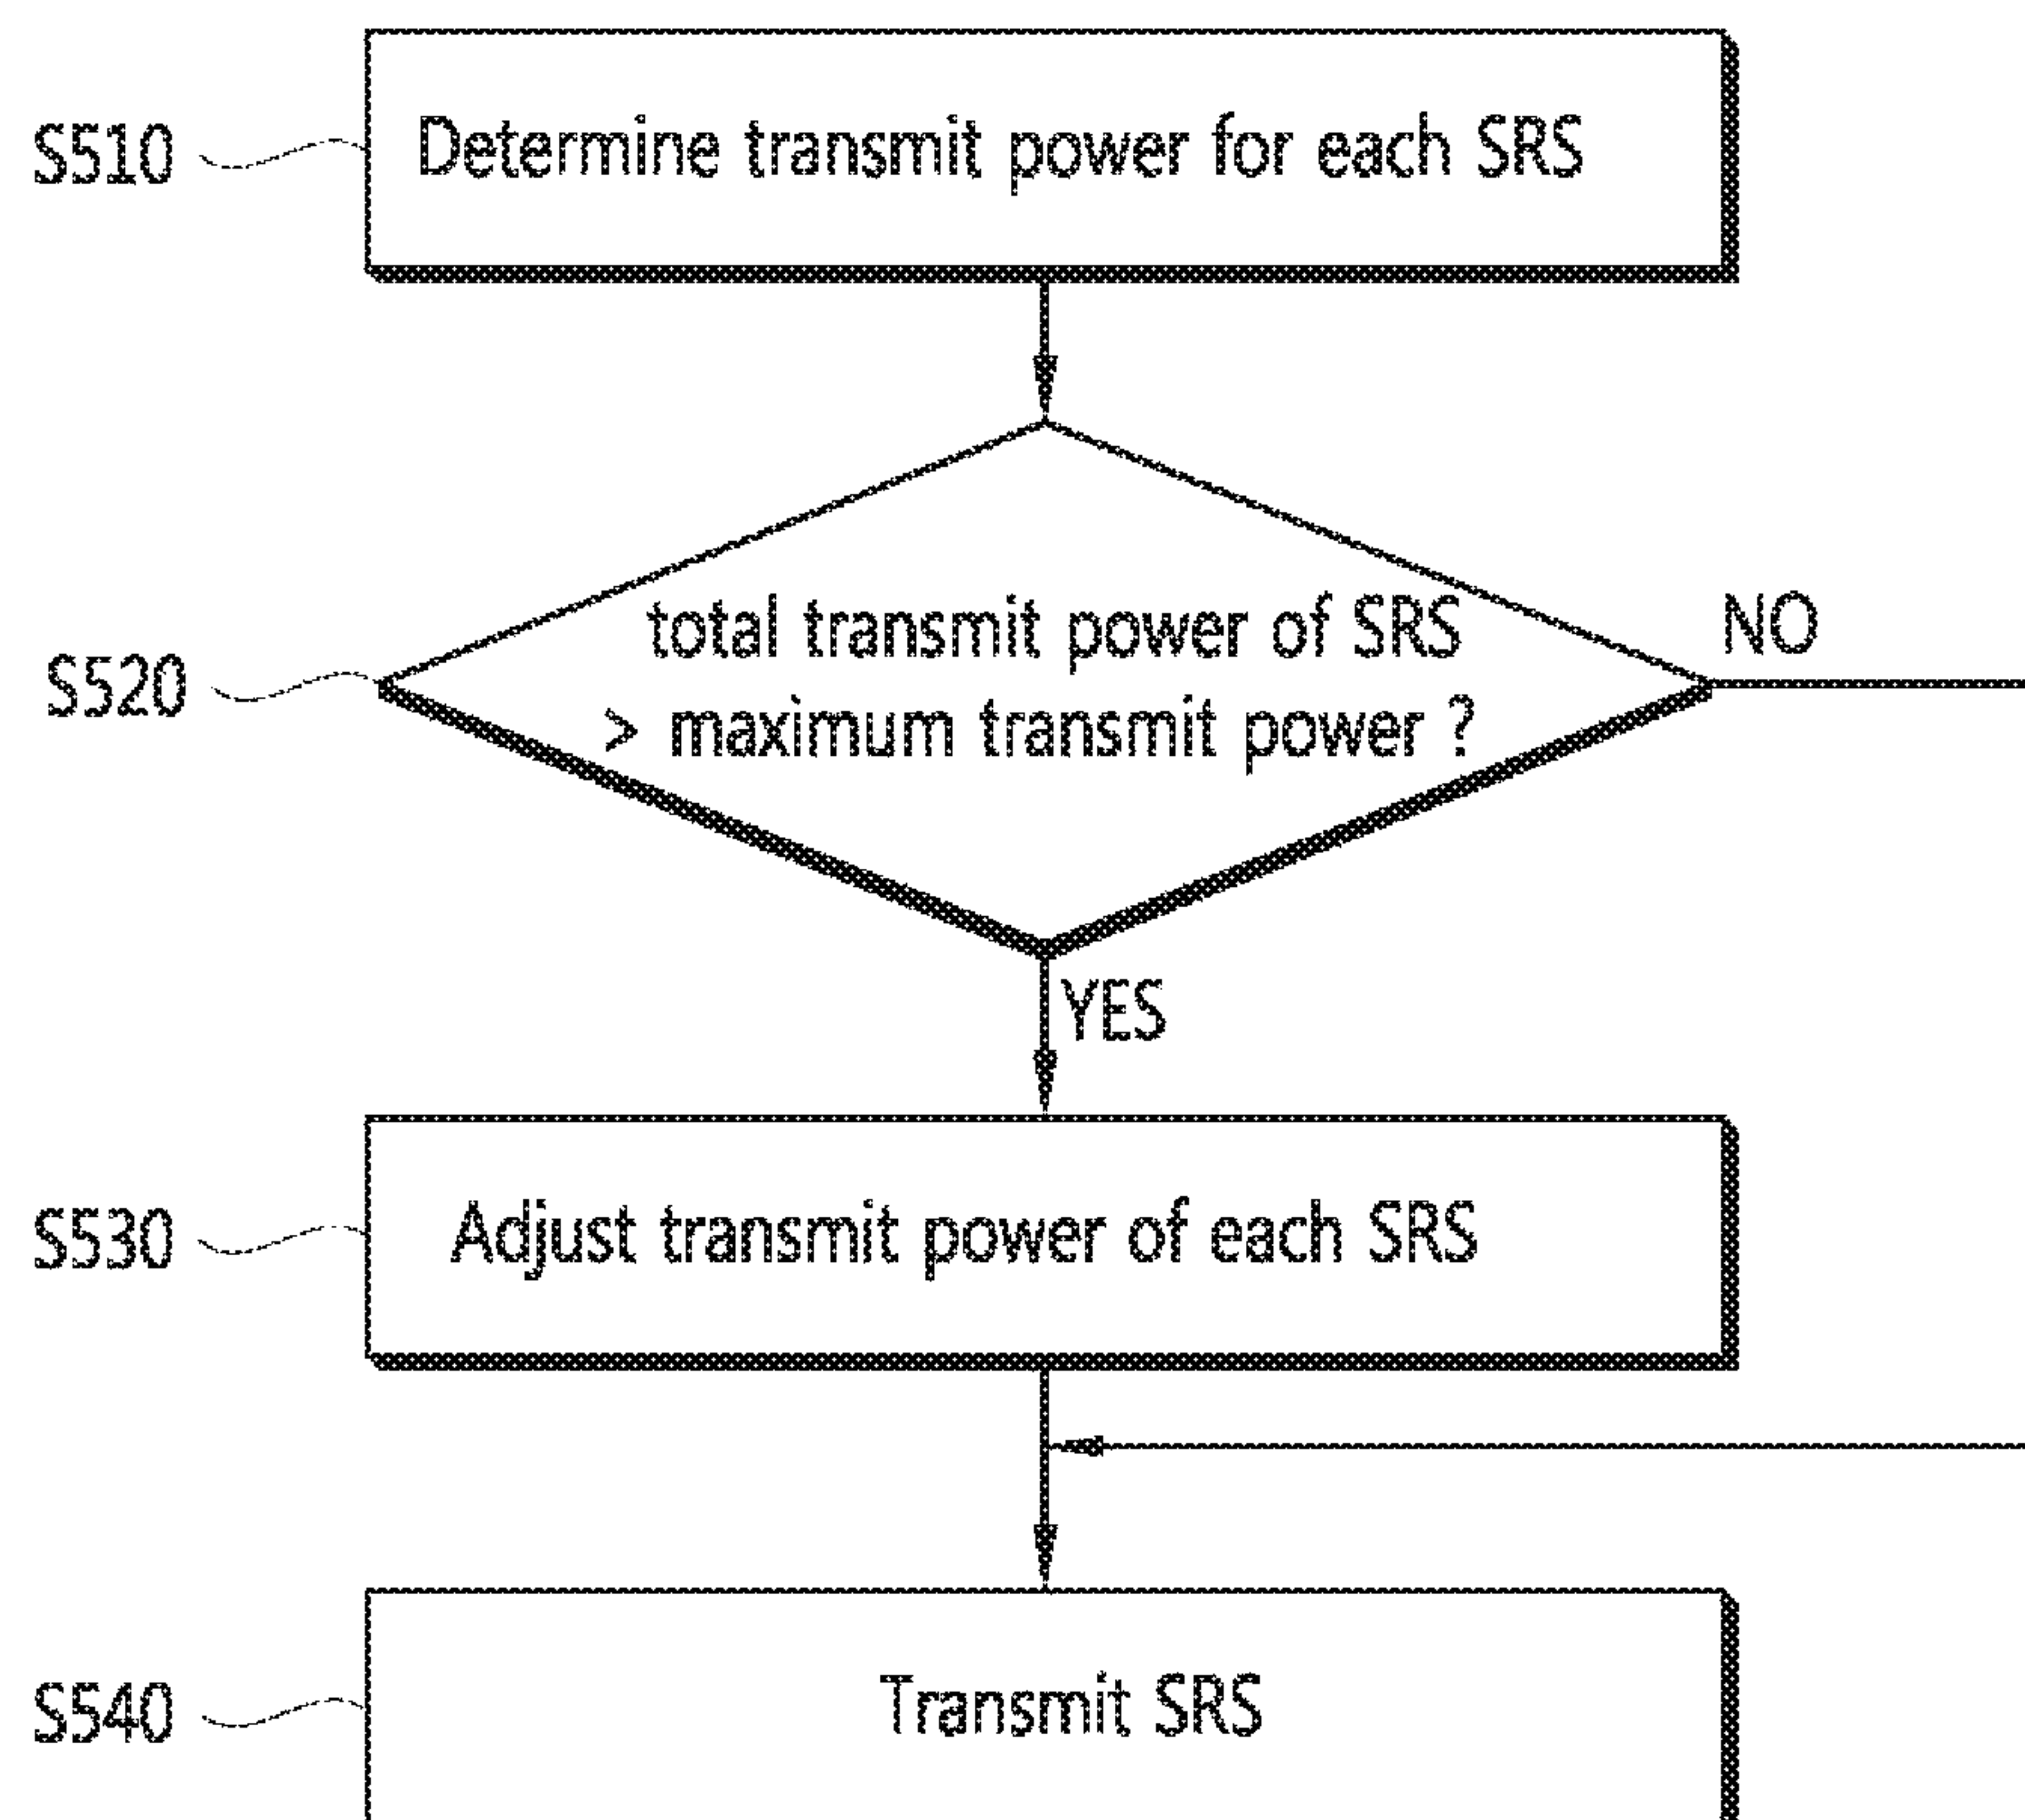 S510
Determine transmit power for each SRS
S520
total transmit power of SRS
> maximum transmit power ?
NO
YES
S530
Adjust transmit power of each SRS
S540
Transmit SRS